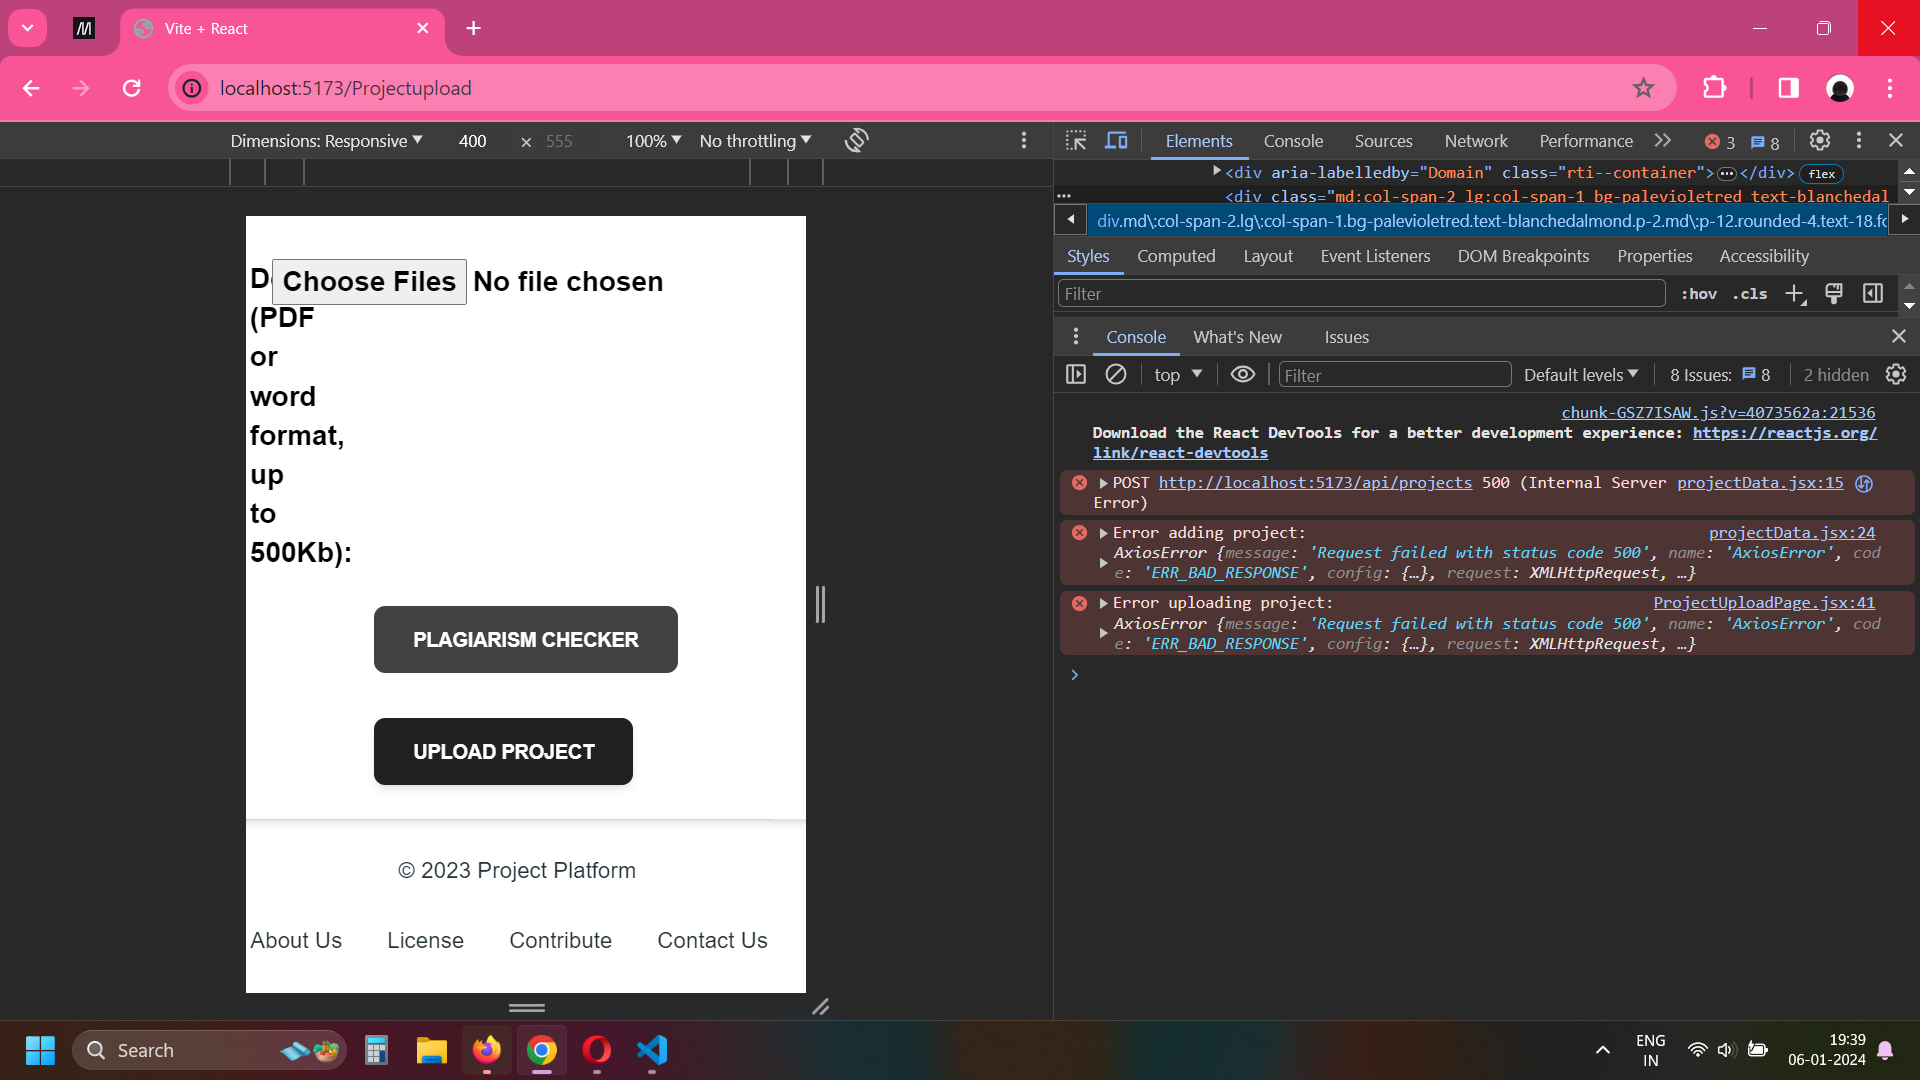 Vite + React
localhost:5173/Projectupload
Dimensions: Responsive 400 × 555 100% No throttling
Elements Console Sources Network Performance 3 8
<div aria-labelledby="Domain" class="rti--container"> </div> flex
<div class="md:col-span-2 lg:col-span-1 bg-palevioletred text-blanchedal
div.md\:col-span-2.lg\:col-span-1.bg-palevioletred.text-blanchedalmond.p-2.md\:p-12.rounded-4.text-18.fo
Styles Computed Layout Event Listeners DOM Breakpoints Properties Accessibility
Filter :hov .cls
Console What's New Issues
top Filter Default levels 8 Issues: 8 2 hidden
chunk-GSZ7ISAW.js?v=4073562a:21536
Download the React DevTools for a better development experience: https://reactjs.org/
link/react-devtools
POST http://localhost:5173/api/projects 500 (Internal Server projectData.jsx:15
Error)
Error adding project: projectData.jsx:24
AxiosError {message: 'Request failed with status code 500', name: 'AxiosError', cod
e: 'ERR_BAD_RESPONSE', config: {…}, request: XMLHttpRequest, …}
Error uploading project: ProjectUploadPage.jsx:41
AxiosError {message: 'Request failed with status code 500', name: 'AxiosError', cod
e: 'ERR_BAD_RESPONSE', config: {…}, request: XMLHttpRequest, …}
Choose Files No file chosen
(PDF
or
word
format,
up
to
500Kb):
PLAGIARISM CHECKER
UPLOAD PROJECT
© 2023 Project Platform
About Us License Contribute Contact Us
Search
ENG
IN
19:39
06-01-2024